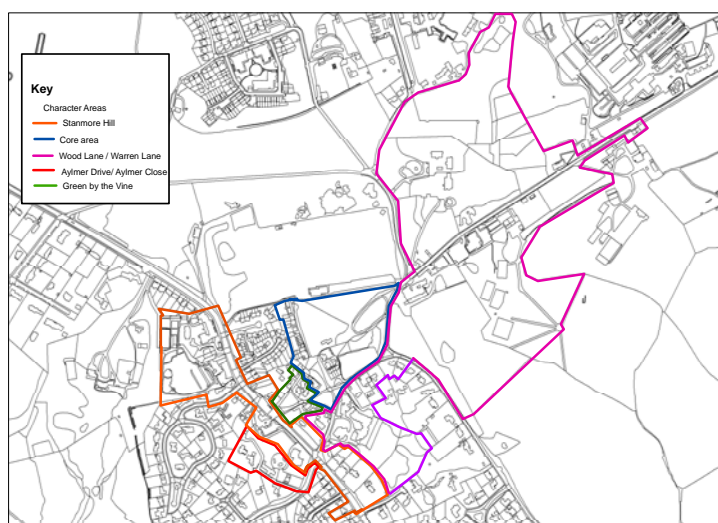 Key
Character Areas
Stanmore Hill
Core area
Wood Lane / Warren Lane
Aylmer Drive/ Aylmer Close
Green by the Vine